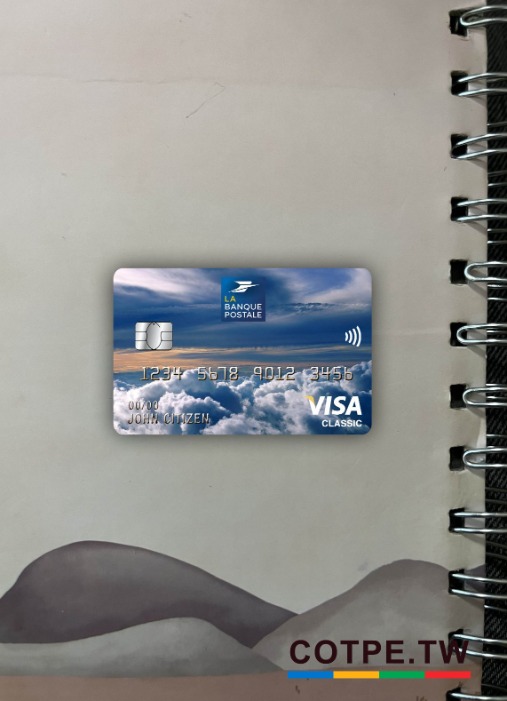 LA
BANQUE
POSTALE
1234 5678 9012 3456
00/00
JOHN CITIZEN
VISA
CLASSIC
COTPE.TW